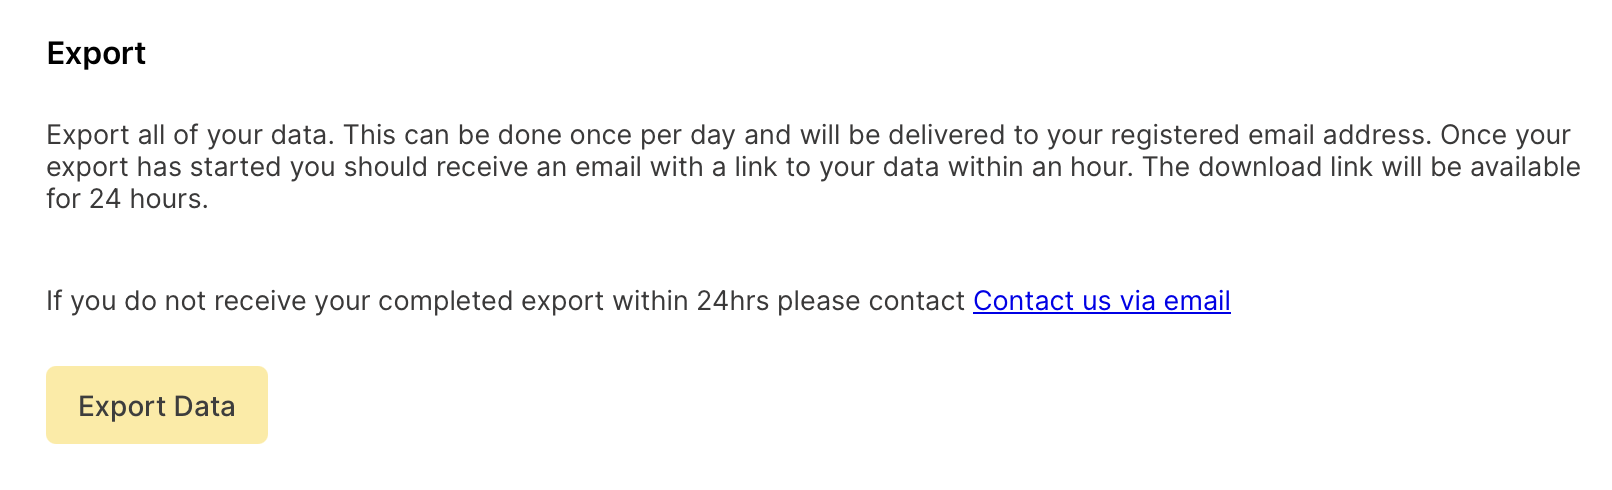 Export
Export all of your data. This can be done once per day and will be delivered to your registered email address. Once your
export has started you should receive an email with a link to your data within an hour. The download link will be available
for 24 hours.
If you do not receive your completed export within 24hrs please contact Contact us via email
Export Data